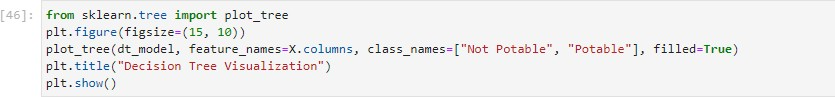 [46]: from sklearn.tree import plot_tree
plt.figure(figsize=(15, 10))
plot_tree(dt_model, feature_names=X.columns, class_names=["Not Potable", "Potable"], filled=True)
plt.title("Decision Tree Visualization")
plt.show()